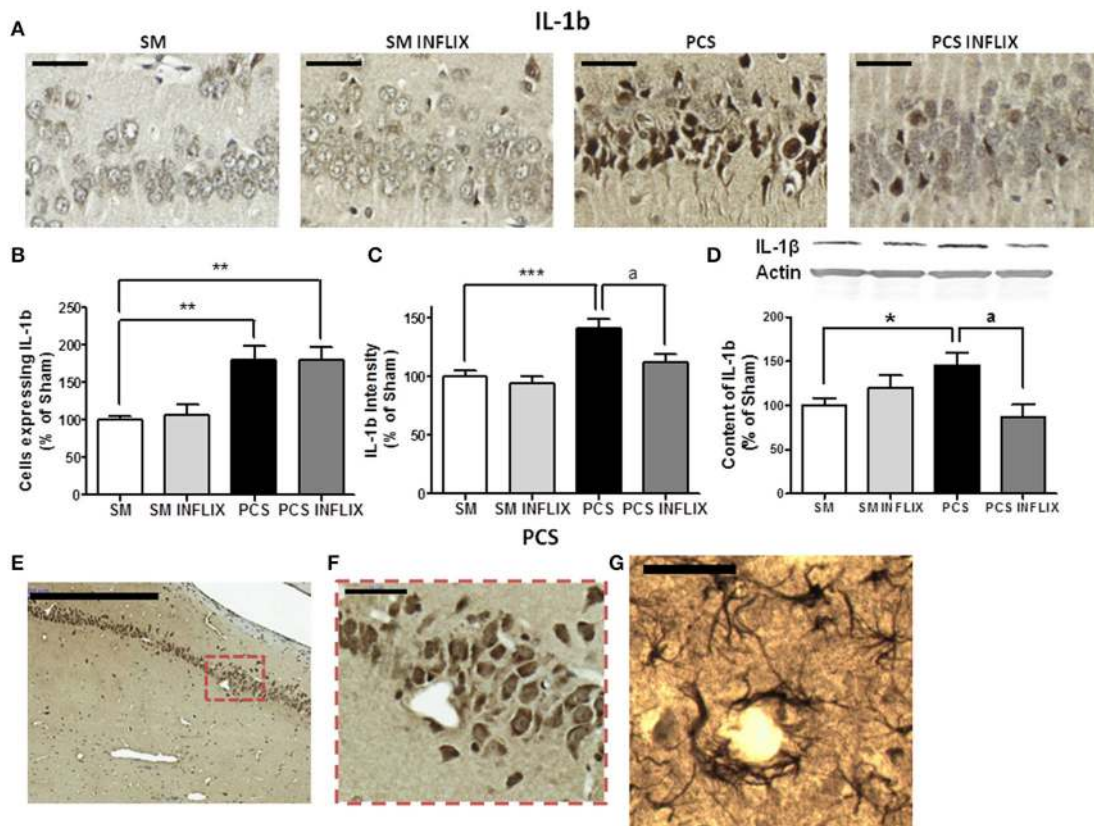 IL-1b
A
SM
SM INFLIX
PCS
PCS INFLIX
B
**
**
Cells expressing IL-1b
(% of Sham)
250
200
150
100
50
0
SM
SM INFLIX
PCS
PCS INFLIX
C
***
a
IL-1b Intensity
(% of Sham)
150
100
50
0
SM
SM INFLIX
PCS
PCS INFLIX
D
IL-1β
Actin
*
a
Content of IL-1b
(% of Sham)
200
150
100
50
0
SM
SM INFLIX
PCS
PCS INFLIX
PCS
E
F
G